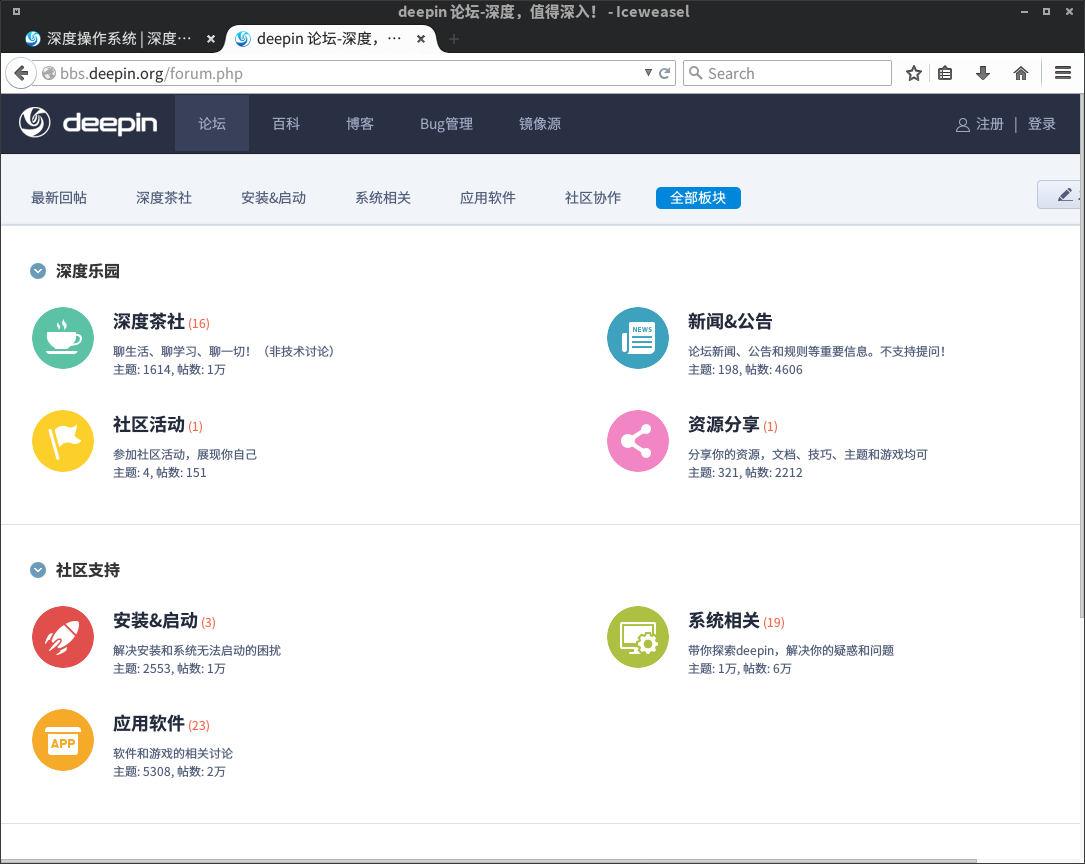 deepin 论坛-深度，值得深入！ - Iceweasel
深度操作系统 | 深度···
deepin 论坛-深度，···
bbs.deepin.org/forum.php
Search
deepin
论坛
百科
博客
Bug管理
镜像源
注册 | 登录
最新回帖
深度茶社
安装&启动
系统相关
应用软件
社区协作
全部板块
深度乐园
深度茶社 (16)
聊生活、聊学习、聊一切！（非技术讨论）
主题: 1614, 帖数: 1万
NEWS
新闻&公告
论坛新闻、公告和规则等重要信息。不支持提问！
主题: 198, 帖数: 4606
社区活动 (1)
参加社区活动，展现你自己
主题: 4, 帖数: 151
资源分享 (1)
分享你的资源，文档、技巧、主题和游戏均可
主题: 321, 帖数: 2212
社区支持
安装&启动 (3)
解决安装和系统无法启动的困扰
主题: 2553, 帖数: 1万
系统相关 (19)
带你探索deepin，解决你的疑惑和问题
主题: 1万, 帖数: 6万
APP
应用软件 (23)
软件和游戏的相关讨论
主题: 5308, 帖数: 2万